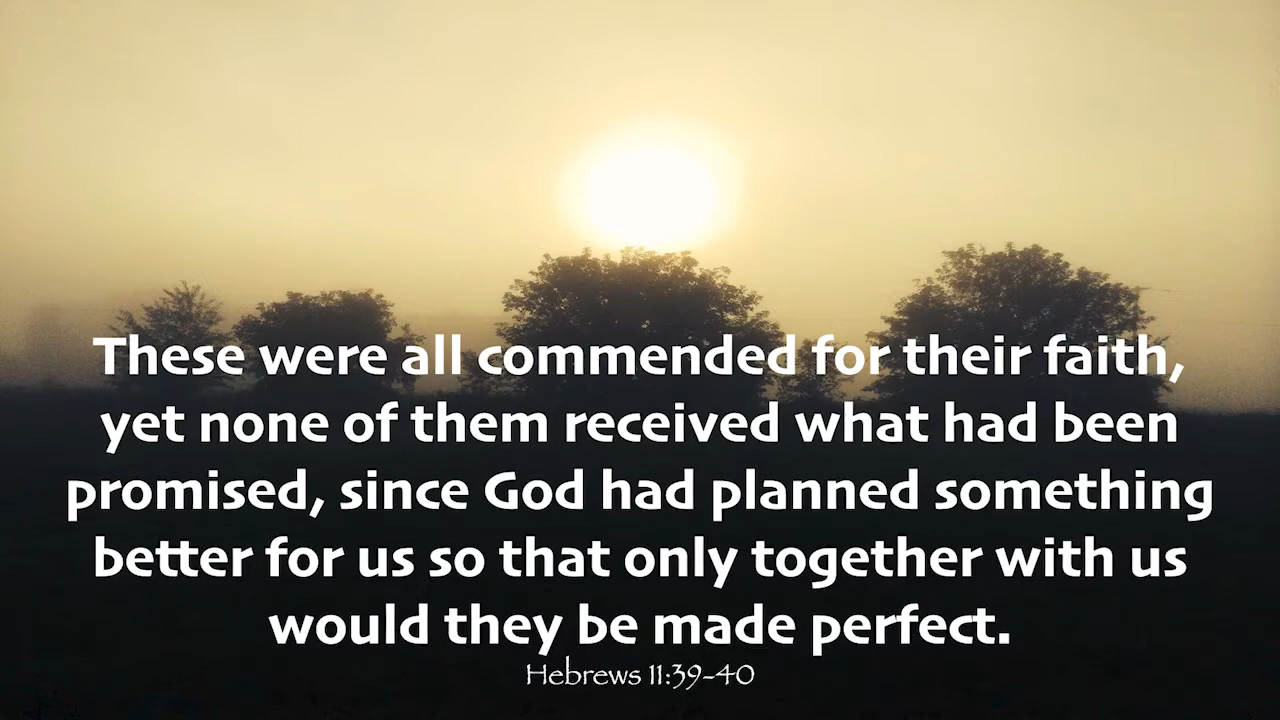 These were all commended for their faith,
yet none of them received what had been
promised, since God had planned something
better for us so that only together with us
would they be made perfect.
Hebrews 11:39-40